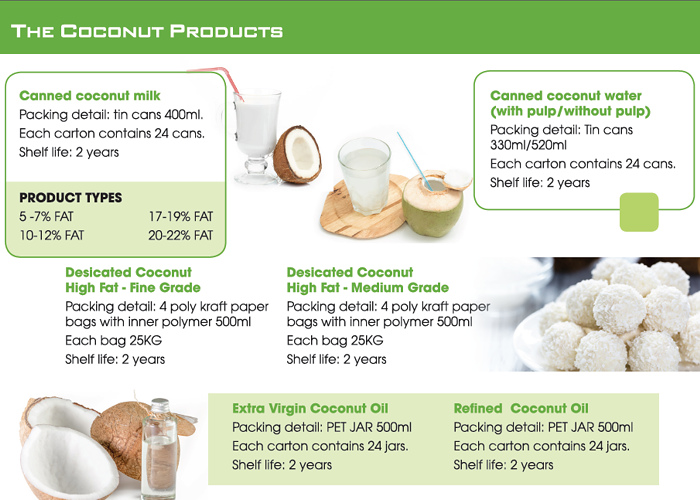 The Coconut Products
Canned coconut milk
Packing detail: tin cans 400ml.
Each carton contains 24 cans.
Shelf life: 2 years
PRODUCT TYPES
5 -7% FAT 17-19% FAT
10-12% FAT 20-22% FAT
Canned coconut water
(with pulp/without pulp)
Packing detail: Tin cans
330ml/520ml
Each carton contains 24 cans.
Shelf life: 2 years
Desicated Coconut
High Fat - Fine Grade
Packing detail: 4 poly kraft paper
bags with inner polymer 500ml
Each bag 25KG
Shelf life: 2 years
Desicated Coconut
High Fat - Medium Grade
Packing detail: 4 poly kraft paper
bags with inner polymer 500ml
Each bag 25KG
Shelf life: 2 years
Extra Virgin Coconut Oil
Packing detail: PET JAR 500ml
Each carton contains 24 jars.
Shelf life: 2 years
Refined Coconut Oil
Packing detail: PET JAR 500ml
Each carton contains 24 jars.
Shelf life: 2 years